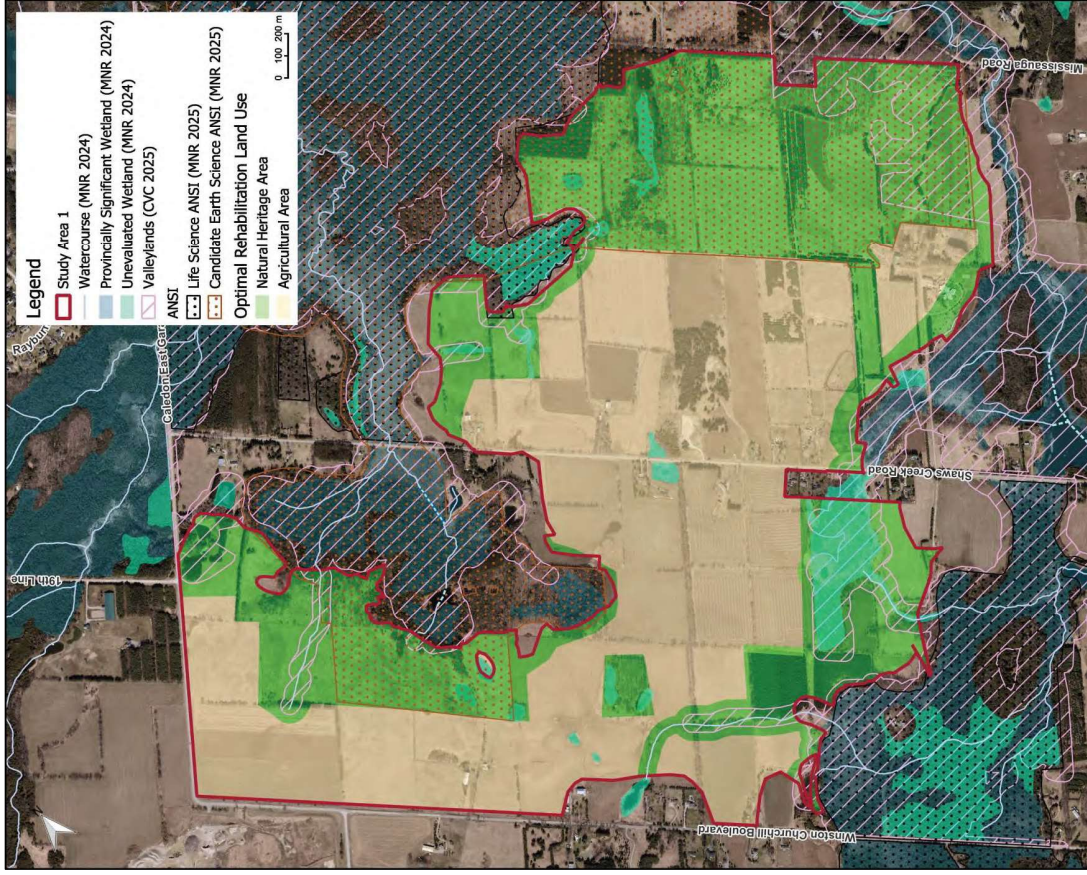 Legend
Study Area 1
Watercourse (MNR 2024)
Provincially Significant Wetland (MNR 2024)
Unevaluated Wetland (MNR 2024)
Valleylands (CVC 2025)
ANSI
Life Science ANSI (MNR 2025)
Candidate Earth Science ANSI (MNR 2025)
Optimal Rehabilitation Land Use
Natural Heritage Area
Agricultural Area
0 100 200 m
Raybun
Caledon East Gara
19th Line
Shaws Creek Road
Mississauga Road
Winston Churchill Boulevard